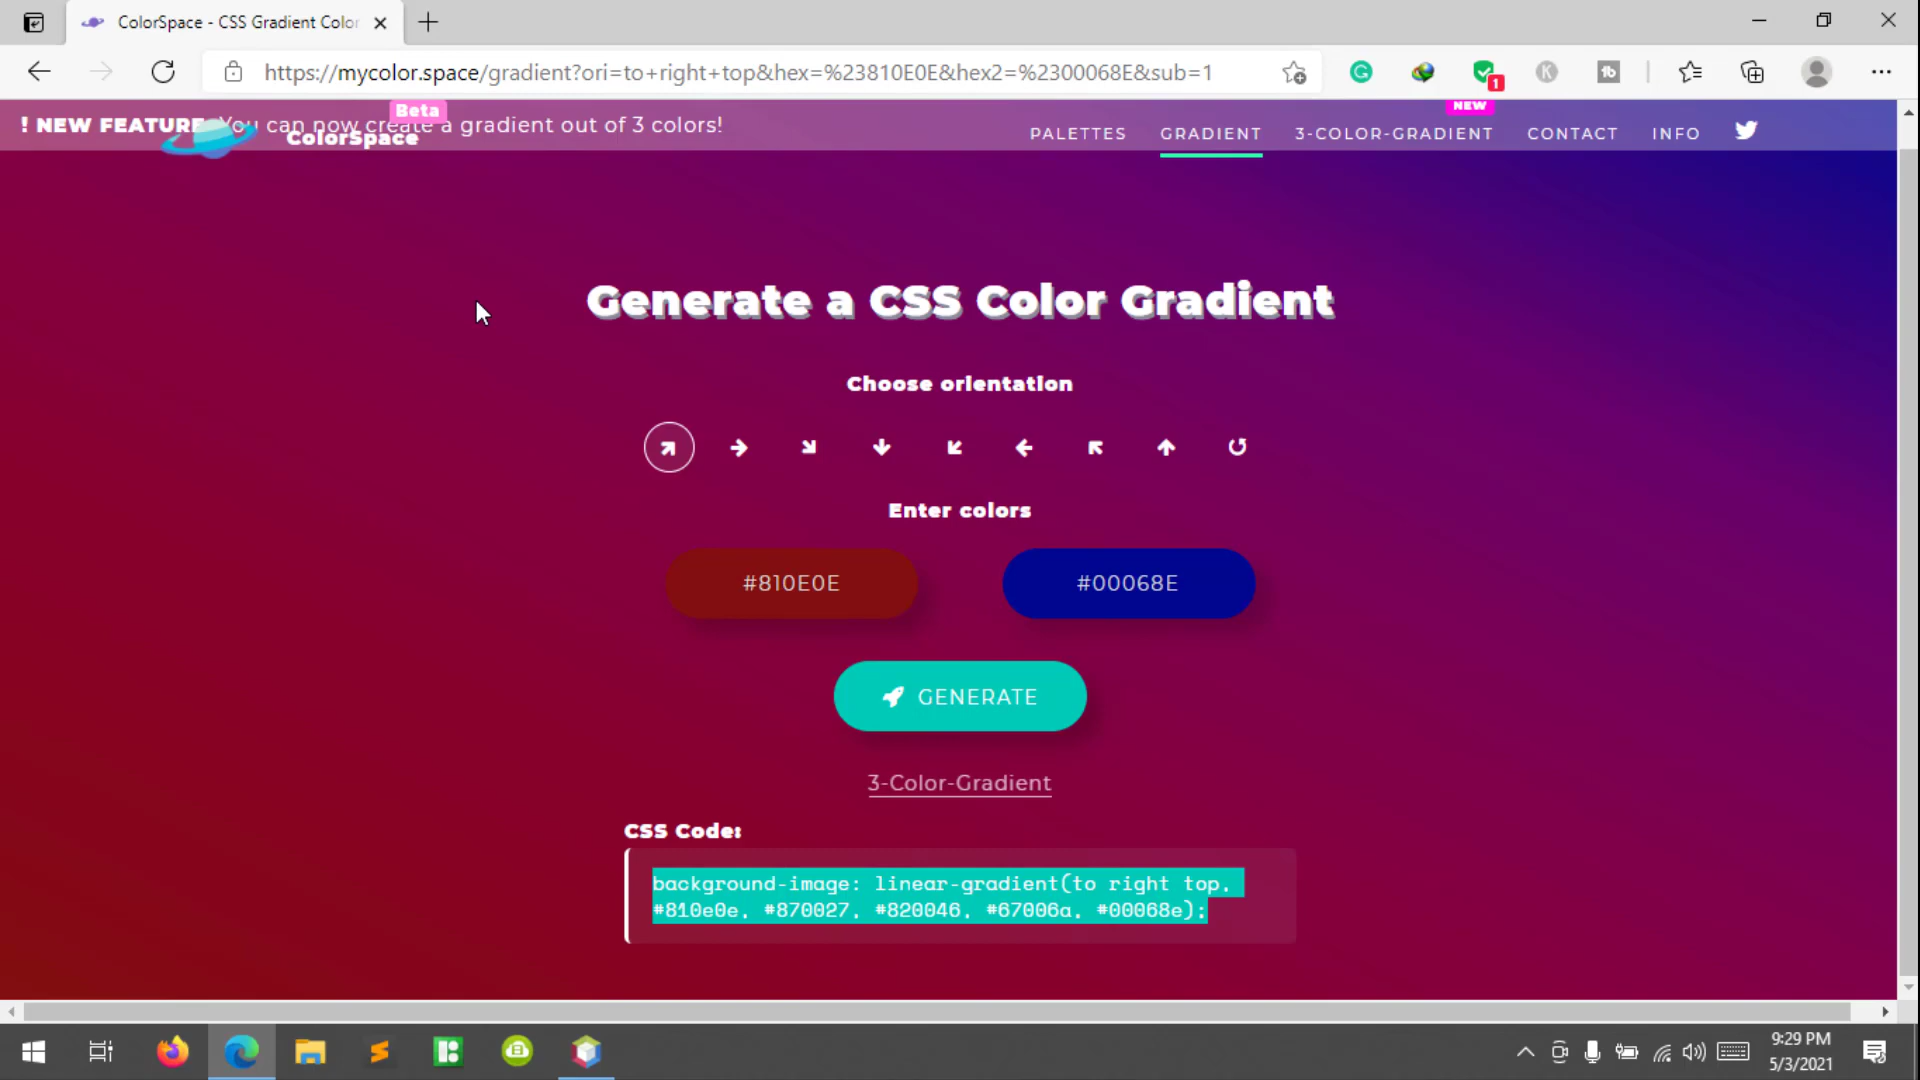 ColorSpace - CSS Gradient Color
https://mycolor.space/gradient?ori=to+right+top&hex=%23810E0E&hex2=%2300068E&sub=1
1
! NEW FEATURE You can now create a gradient out of 3 colors!
Beta
ColorSpace
PALETTES
GRADIENT
NEW
3-COLOR-GRADIENT
CONTACT
INFO
Generate a CSS Color Gradient
Choose orientation
Enter colors
#810E0E
#00068E
GENERATE
3-Color-Gradient
CSS Code:
background-image: linear-gradient(to right top,
#810e0e, #870027, #820046, #67006a, #00068e);
9:29 PM
5/3/2021